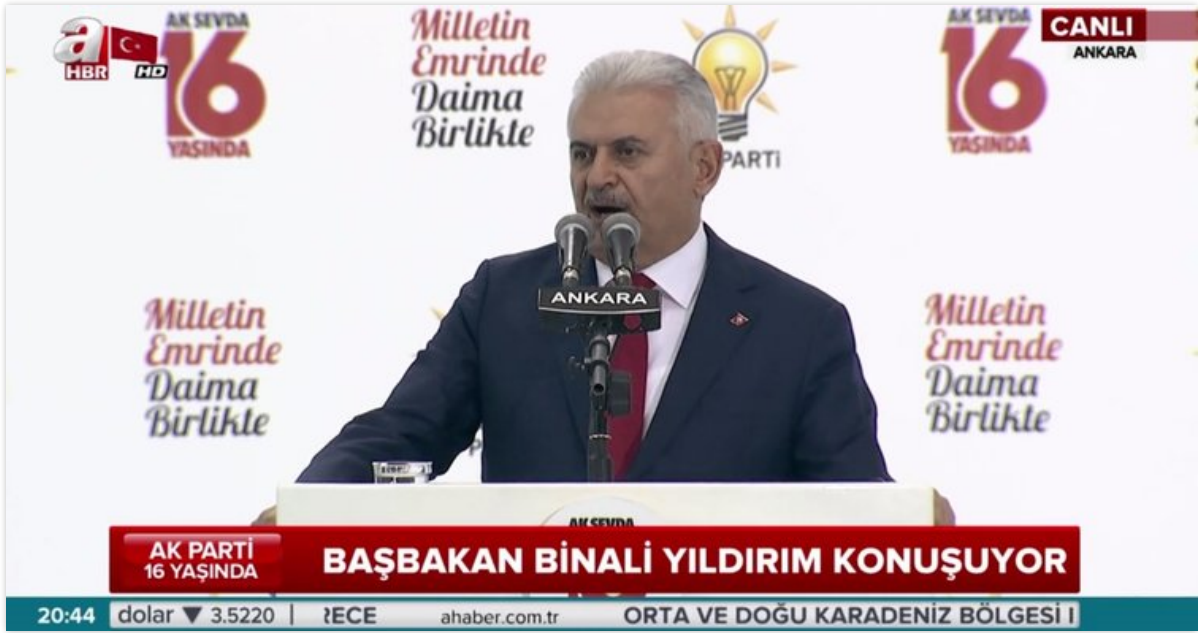 a
HBR HD
AK SEVDA
16
YAŞINDA
Milletin
Emrinde
Daima
Birlikte
PARTİ
AK SEVDA
16
YAŞINDA
CANLI
ANKARA
ANKARA
Milletin
Emrinde
Daima
Birlikte
Milletin
Emrinde
Daima
Birlikte
AK SEVDA
AK PARTİ
16 YAŞINDA
BAŞBAKAN BİNALİ YILDIRIM KONUŞUYOR
20:44 dolar ▼ 3.5220 | RECE ahaber.com.tr ORTA VE DOĞU KARADENİZ BÖLGESİ I